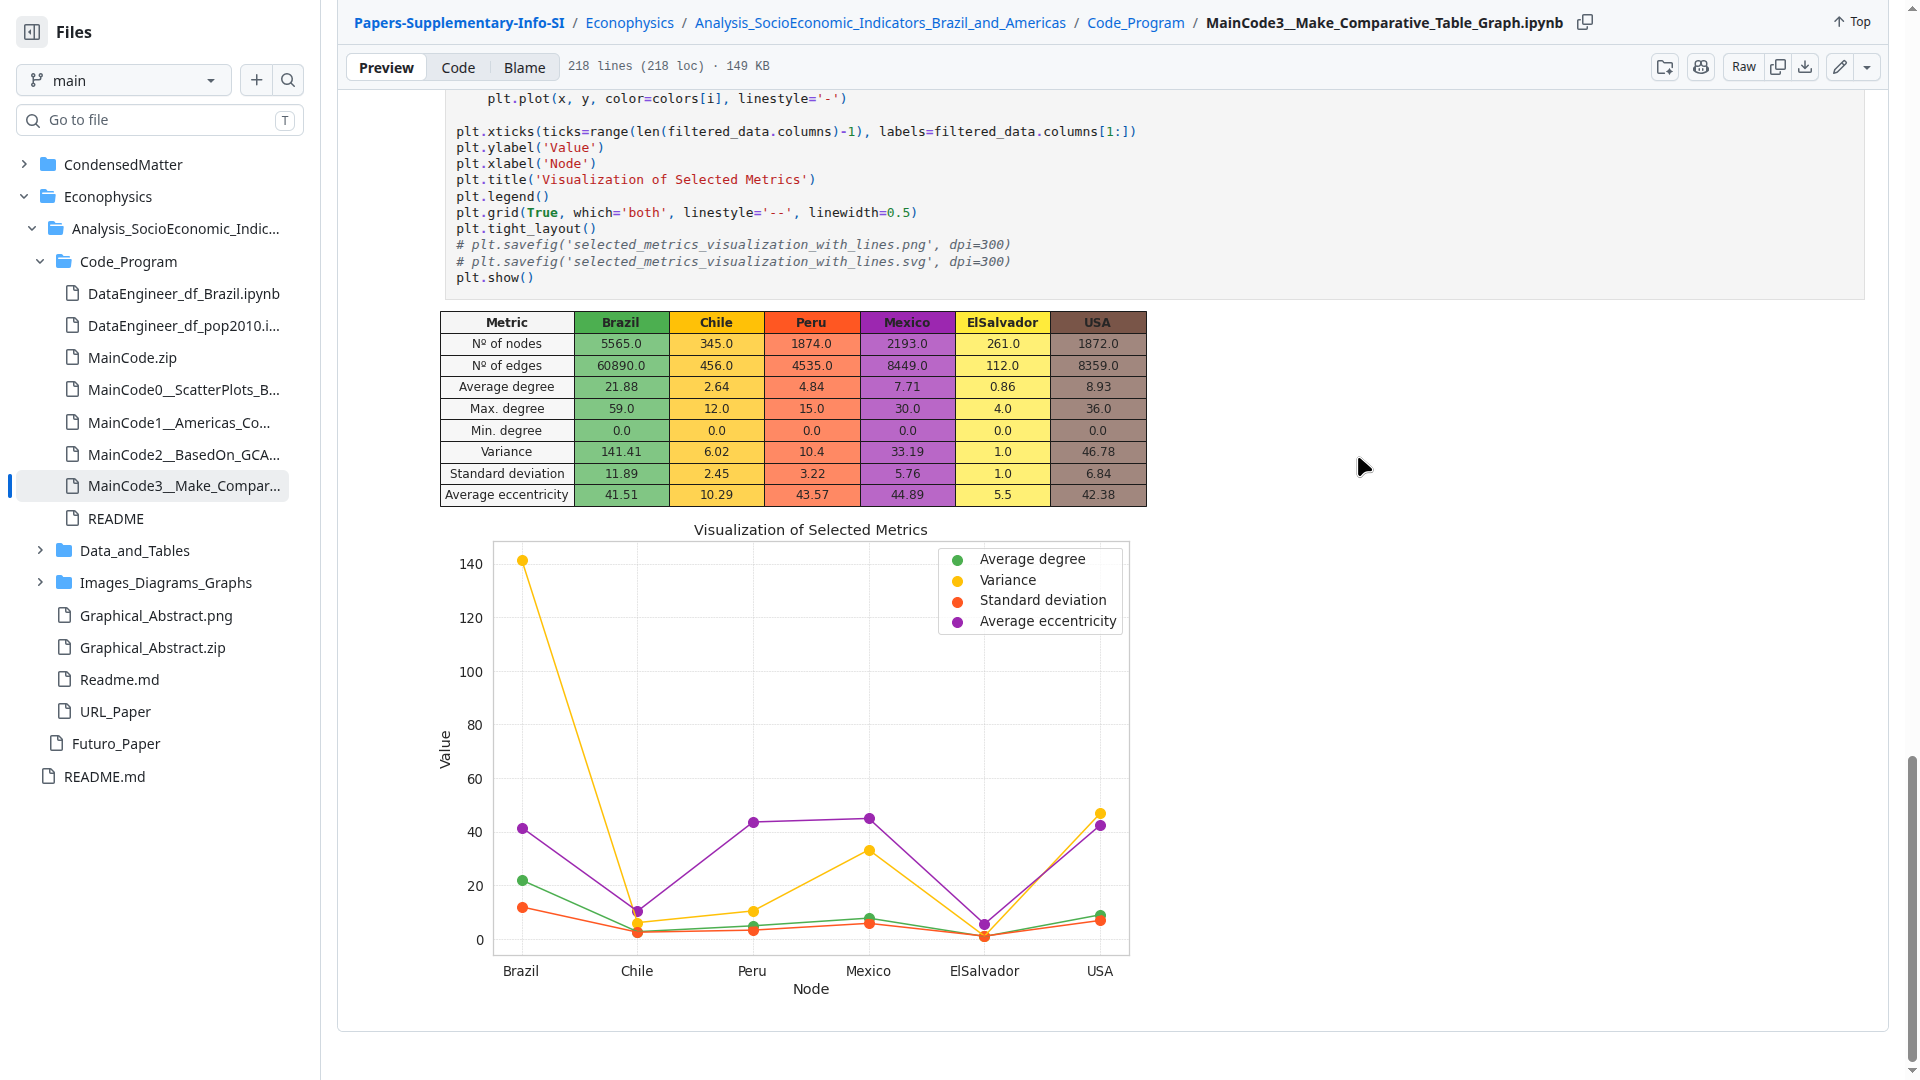 Files
main
Go to file
T
CondensedMatter
Econophysics
Analysis_SocioEconomic_Indic...
Code_Program
DataEngineer_df_Brazil.ipynb
DataEngineer_df_pop2010.i...
MainCode.zip
MainCode0__ScatterPlots_B...
MainCode1__Americas_Co...
MainCode2__BasedOn_GCA...
MainCode3__Make_Compar...
README
Data_and_Tables
Images_Diagrams_Graphs
Graphical_Abstract.png
Graphical_Abstract.zip
Readme.md
URL_Paper
Futuro_Paper
README.md
Papers-Supplementary-Info-SI / Econophysics / Analysis_SocioEconomic_Indicators_Brazil_and_Americas / Code_Program / MainCode3__Make_Comparative_Table_Graph.ipynb
Top
Preview Code Blame 218 lines (218 loc) · 149 KB
Raw
plt.plot(x, y, color=colors[i], linestyle='-')
plt.xticks(ticks=range(len(filtered_data.columns)-1), labels=filtered_data.columns[1:])
plt.ylabel('Value')
plt.xlabel('Node')
plt.title('Visualization of Selected Metrics')
plt.legend()
plt.grid(True, which='both', linestyle='--', linewidth=0.5)
plt.tight_layout()
# plt.savefig('selected_metrics_visualization_with_lines.png', dpi=300)
# plt.savefig('selected_metrics_visualization_with_lines.svg', dpi=300)
plt.show()
Metric Brazil Chile Peru Mexico ElSalvador USA
Nº of nodes 5565.0 345.0 1874.0 2193.0 261.0 1872.0
Nº of edges 60890.0 456.0 4535.0 8449.0 112.0 8359.0
Average degree 21.88 2.64 4.84 7.71 0.86 8.93
Max. degree 59.0 12.0 15.0 30.0 4.0 36.0
Min. degree 0.0 0.0 0.0 0.0 0.0 0.0
Variance 141.41 6.02 10.4 33.19 1.0 46.78
Standard deviation 11.89 2.45 3.22 5.76 1.0 6.84
Average eccentricity 41.51 10.29 43.57 44.89 5.5 42.38
Visualization of Selected Metrics
Average degree
Variance
Standard deviation
Average eccentricity
140
120
100
80
60
40
20
0
Value
Brazil Chile Peru Mexico ElSalvador USA
Node